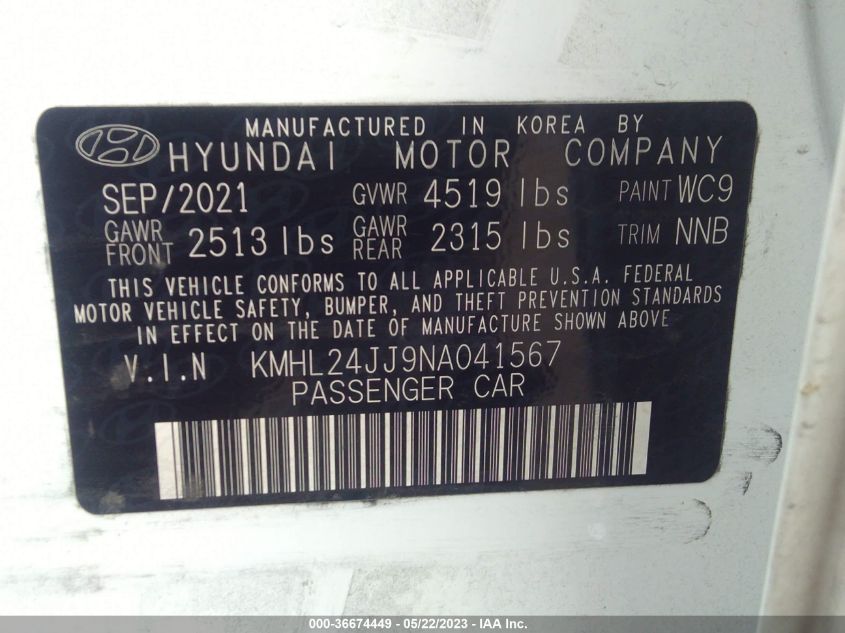 MANUFACTURED IN KOREA BY
HYUNDAI MOTOR COMPANY
SEP/2021 GVWR 4519 lbs PAINT WC9
GAWR FRONT 2513 lbs GAWR REAR 2315 lbs TRIM NNB
THIS VEHICLE CONFORMS TO ALL APPLICABLE U.S.A. FEDERAL
MOTOR VEHICLE SAFETY, BUMPER, AND THEFT PREVENTION STANDARDS
IN EFFECT ON THE DATE OF MANUFACTURE SHOWN ABOVE
V.I.N KMHL24JJ9NA041567
PASSENGER CAR
000-36674449 - 05/22/2023 - IAA Inc.